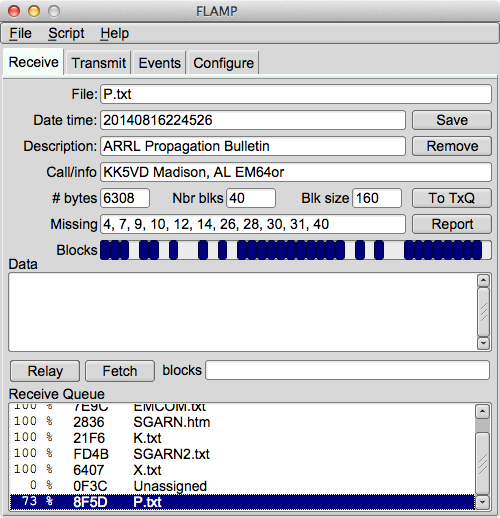 FLAMP
File Script Help
Receive Transmit Events Configure
File: P.txt
Date time: 20140816224526 Save
Description: ARRL Propagation Bulletin Remove
Call/info KK5VD Madison, AL EM64or
# bytes 6308 Nbr blks 40 Blk size 160 To TxQ
Missing 4, 7, 9, 10, 12, 14, 26, 28, 30, 31, 40 Report
Blocks
Data
Relay Fetch blocks
Receive Queue
100 % 7E9C EMCOM.txt
100 % 2836 SGARN.htm
100 % 21F6 K.txt
100 % FD4B SGARN2.txt
100 % 6407 X.txt
0 % 0F3C Unassigned
73 % 8F5D P.txt